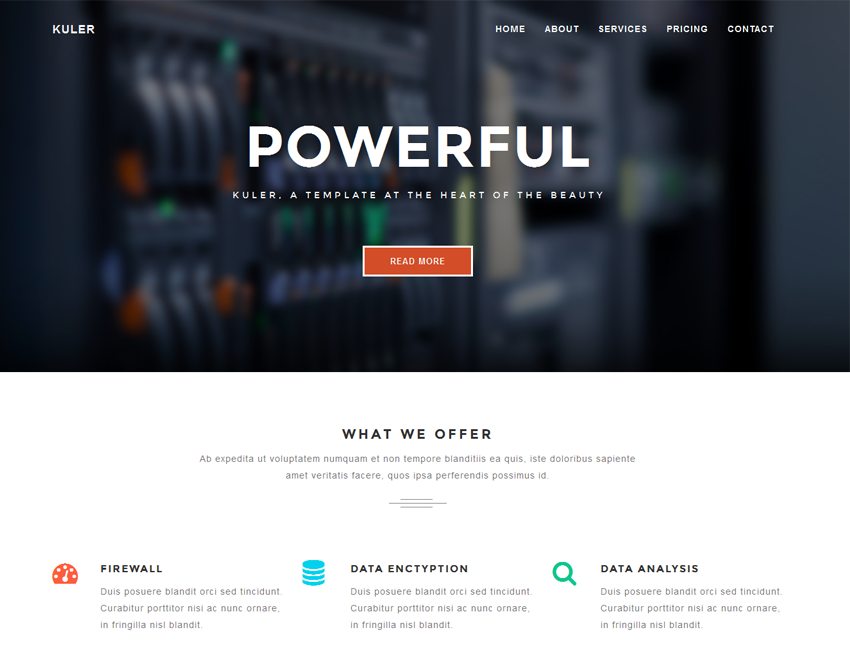 KULER
HOME ABOUT SERVICES PRICING CONTACT
POWERFUL
KULER, A TEMPLATE AT THE HEART OF THE BEAUTY
READ MORE
WHAT WE OFFER
Ab expedita ut voluptatem numquam et non tempore blanditiis ea quis, iste doloribus sapiente
amet veritatis facere, quos ipsa perferendis possimus id.
FIREWALL
Duis posuere blandit orci sed tincidunt.
Curabitur porttitor nisi ac nunc ornare,
in fringilla nisl blandit.
DATA ENCTYPTION
Duis posuere blandit orci sed tincidunt.
Curabitur porttitor nisi ac nunc ornare,
in fringilla nisl blandit.
DATA ANALYSIS
Duis posuere blandit orci sed tincidunt.
Curabitur porttitor nisi ac nunc ornare,
in fringilla nisl blandit.